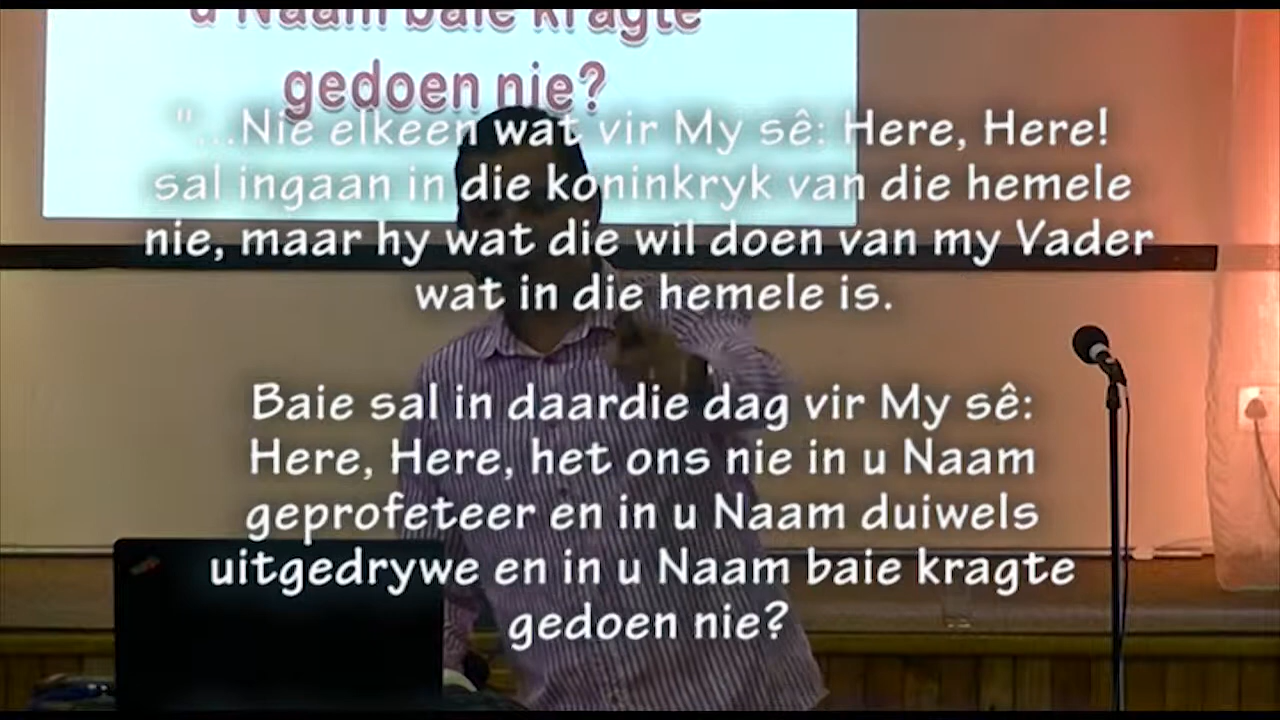 u Naam baie kragte
gedoen nie?
"...Nie elkeen wat vir My sê: Here, Here!
sal ingaan in die koninkryk van die hemele
nie, maar hy wat die wil doen van my Vader
wat in die hemele is.
Baie sal in daardie dag vir My sê:
Here, Here, het ons nie in u Naam
geprofeteer en in u Naam duiwels
uitgedrywe en in u Naam baie kragte
gedoen nie?